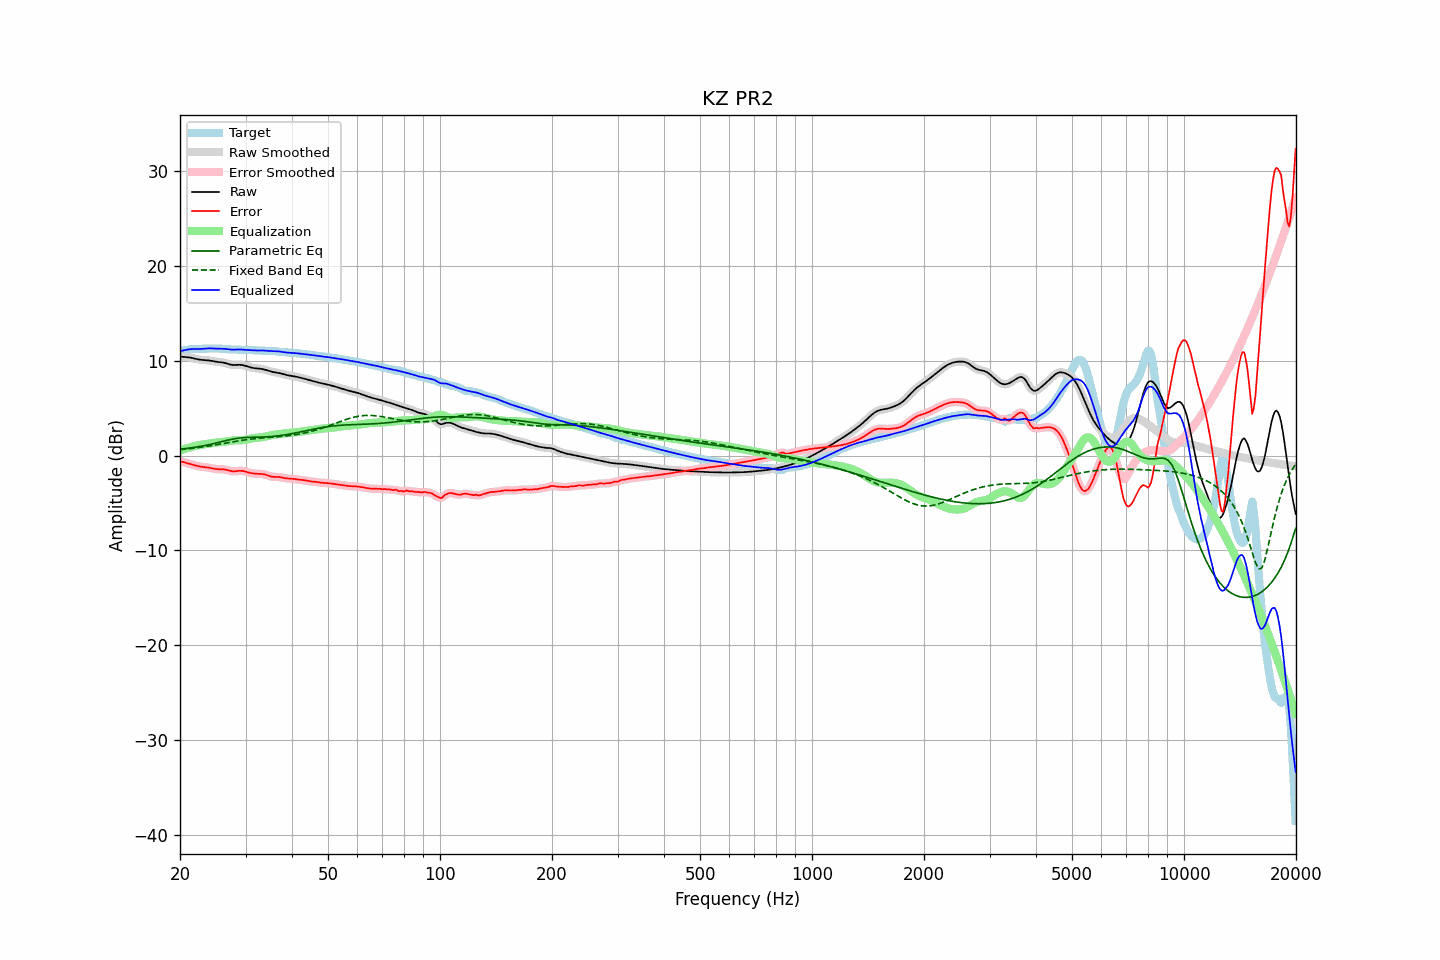 KZ PR2
Target
Raw Smoothed
Error Smoothed
Raw
Error
Equalization
Parametric Eq
Fixed Band Eq
Equalized
30
20
10
0
−10
−20
−30
−40
Amplitude (dBr)
20 50 100 200 500 1000 2000 5000 10000 20000
Frequency (Hz)